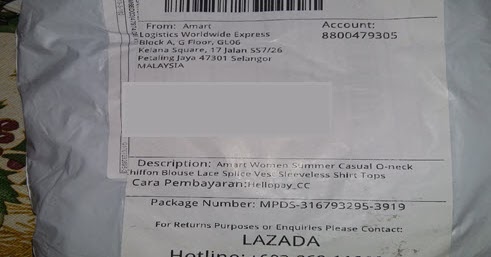 From: Amart
Logistics Worldwide Express
Block A, G Floor, GL06
Kelana Square, 17 Jalan SS7/26
Petaling Jaya 47301 Selangor
MALAYSIA
Account:
8800479305
Description: Amart Women Summer Casual O-neck
Chiffon Blouse Lace Splice Vest Sleeveless Shirt Tops
Cara Pembayaran:Hellopay_CC
Package Number: MPDS-316793295-3919
For Returns Purposes or Enquiries Please Contact:
LAZADA
Hotline: